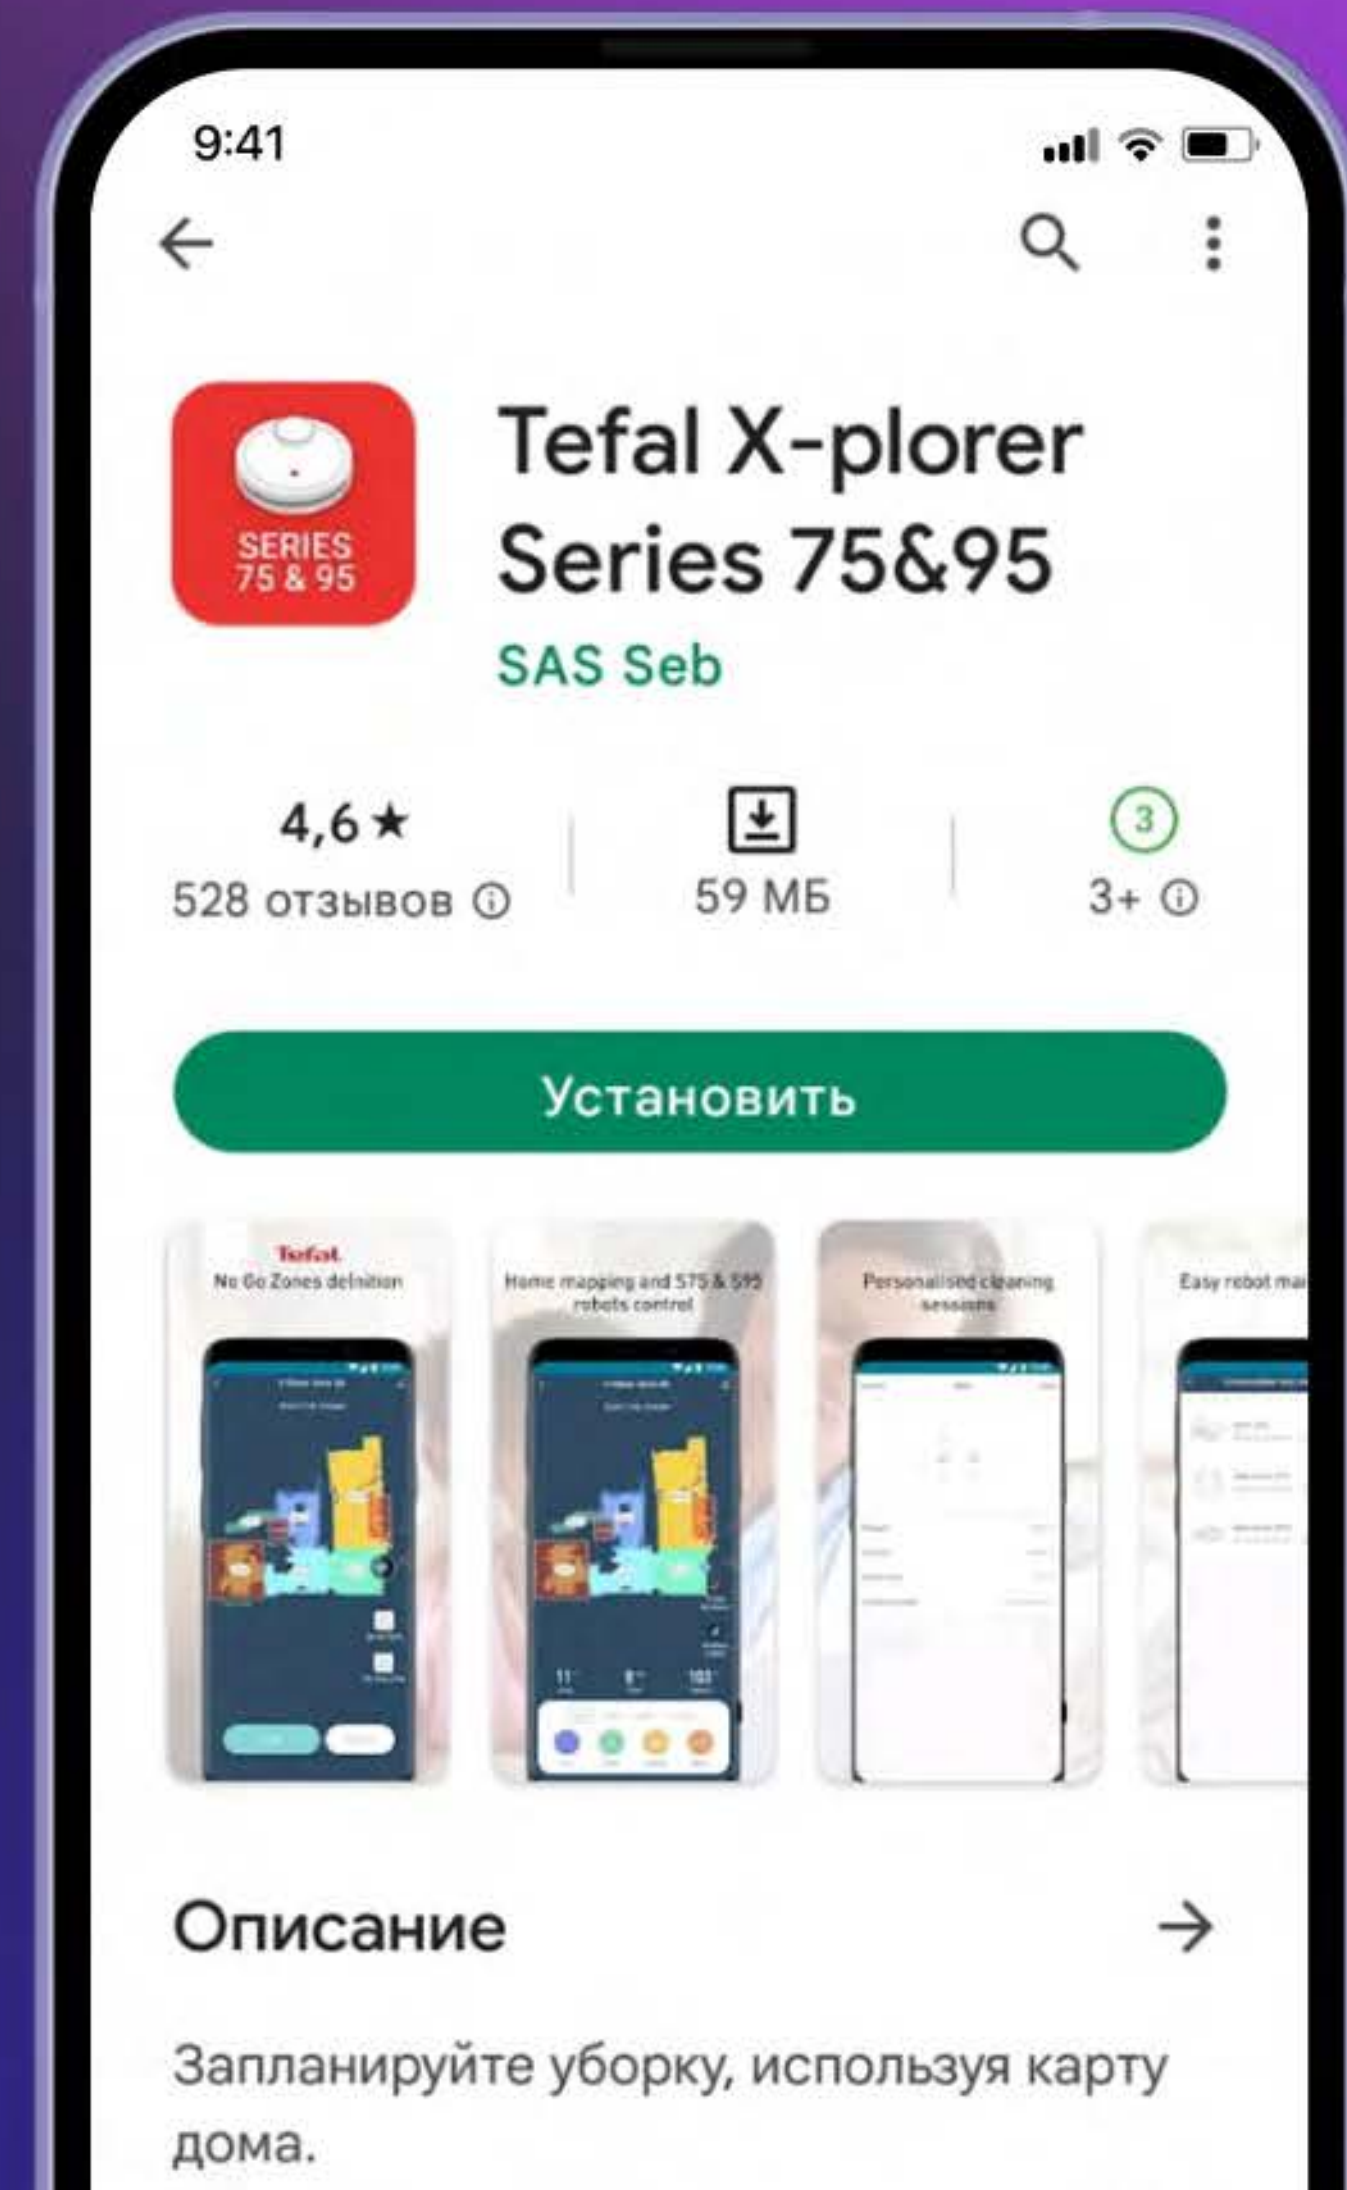 9:41
SERIES
75 & 95
Tefal X-plorer
Series 75&95
SAS Seb
4,6 ★
528 отзывов
59 МБ
3
3+
Установить
Tefal
No Go Zones definition
Home mapping and S75 & S95
robots control
Personalised cleaning
sessions
Easy robot
Описание
Запланируйте уборку, используя карту
дома.